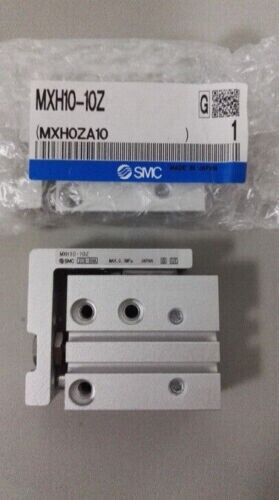 MXH10-10Z
G
(MXH0ZA10 )
1
SMC
MADE IN JAPAN
MXH10-10Z
SMC
MAX.0.7MPa
JAPAN